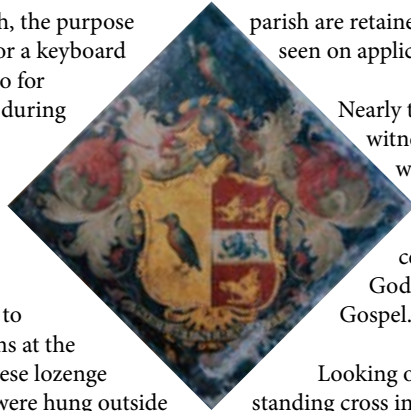 h, the purpose
or a keyboard
o for
during
to
ns at the
ese lozenge
were hung outside
parish are retaine
seen on applic
Nearly t
witn
w
c
God
Gospel.
Looking o
standing cross in